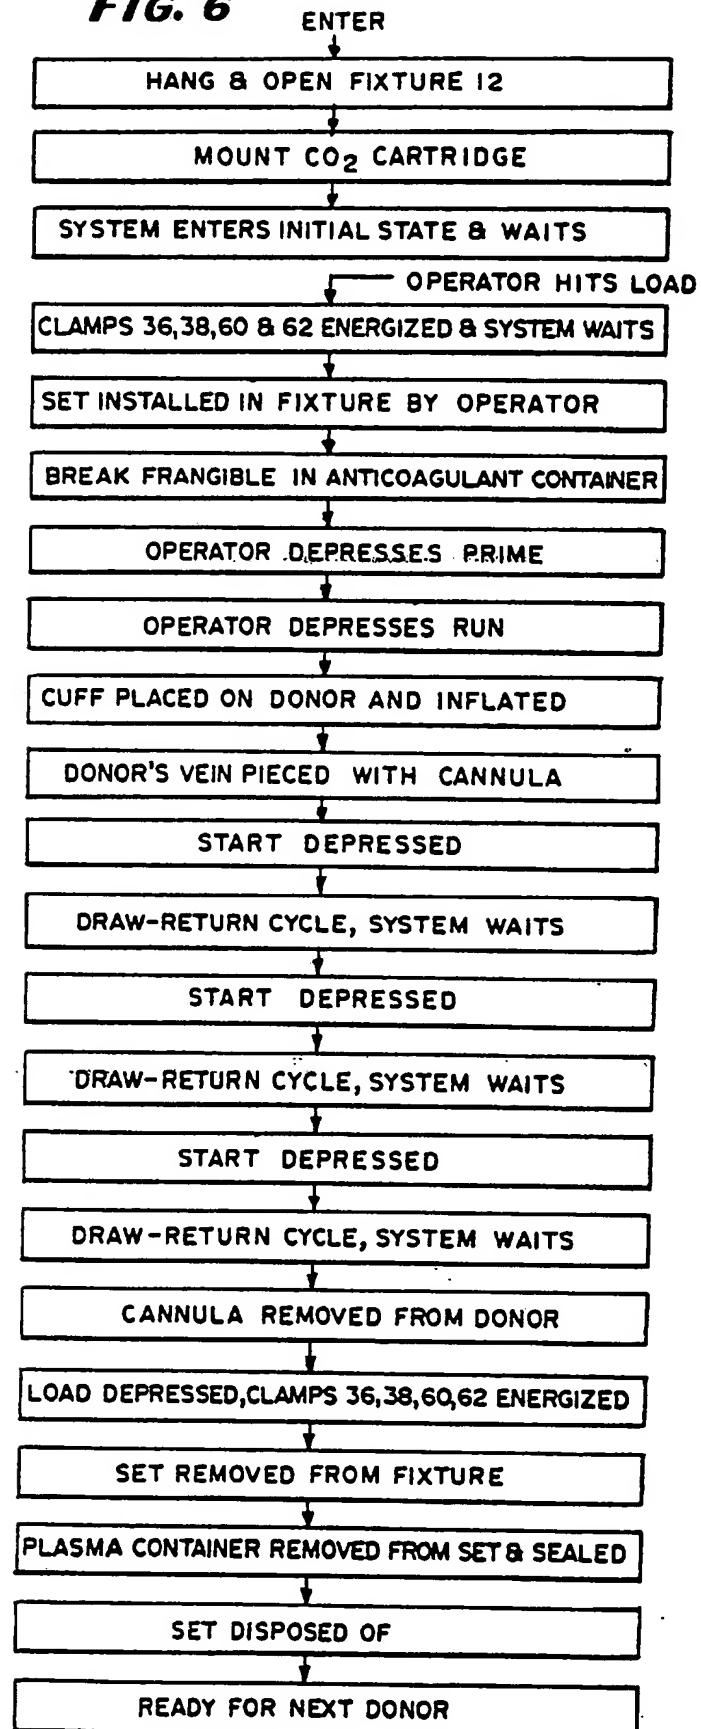 FIG. 6
ENTER
HANG & OPEN FIXTURE 12
MOUNT CO2 CARTRIDGE
SYSTEM ENTERS INITIAL STATE & WAITS
OPERATOR HITS LOAD
CLAMPS 36,38,60 & 62 ENERGIZED & SYSTEM WAITS
SET INSTALLED IN FIXTURE BY OPERATOR
BREAK FRANGIBLE IN ANTICOAGULANT CONTAINER
OPERATOR DEPRESSES PRIME
OPERATOR DEPRESSES RUN
CUFF PLACED ON DONOR AND INFLATED
DONOR'S VEIN PIECED WITH CANNULA
START DEPRESSED
DRAW-RETURN CYCLE, SYSTEM WAITS
START DEPRESSED
DRAW-RETURN CYCLE, SYSTEM WAITS
START DEPRESSED
DRAW-RETURN CYCLE, SYSTEM WAITS
CANNULA REMOVED FROM DONOR
LOAD DEPRESSED,CLAMPS 36,38,60,62 ENERGIZED
SET REMOVED FROM FIXTURE
PLASMA CONTAINER REMOVED FROM SET & SEALED
SET DISPOSED OF
READY FOR NEXT DONOR